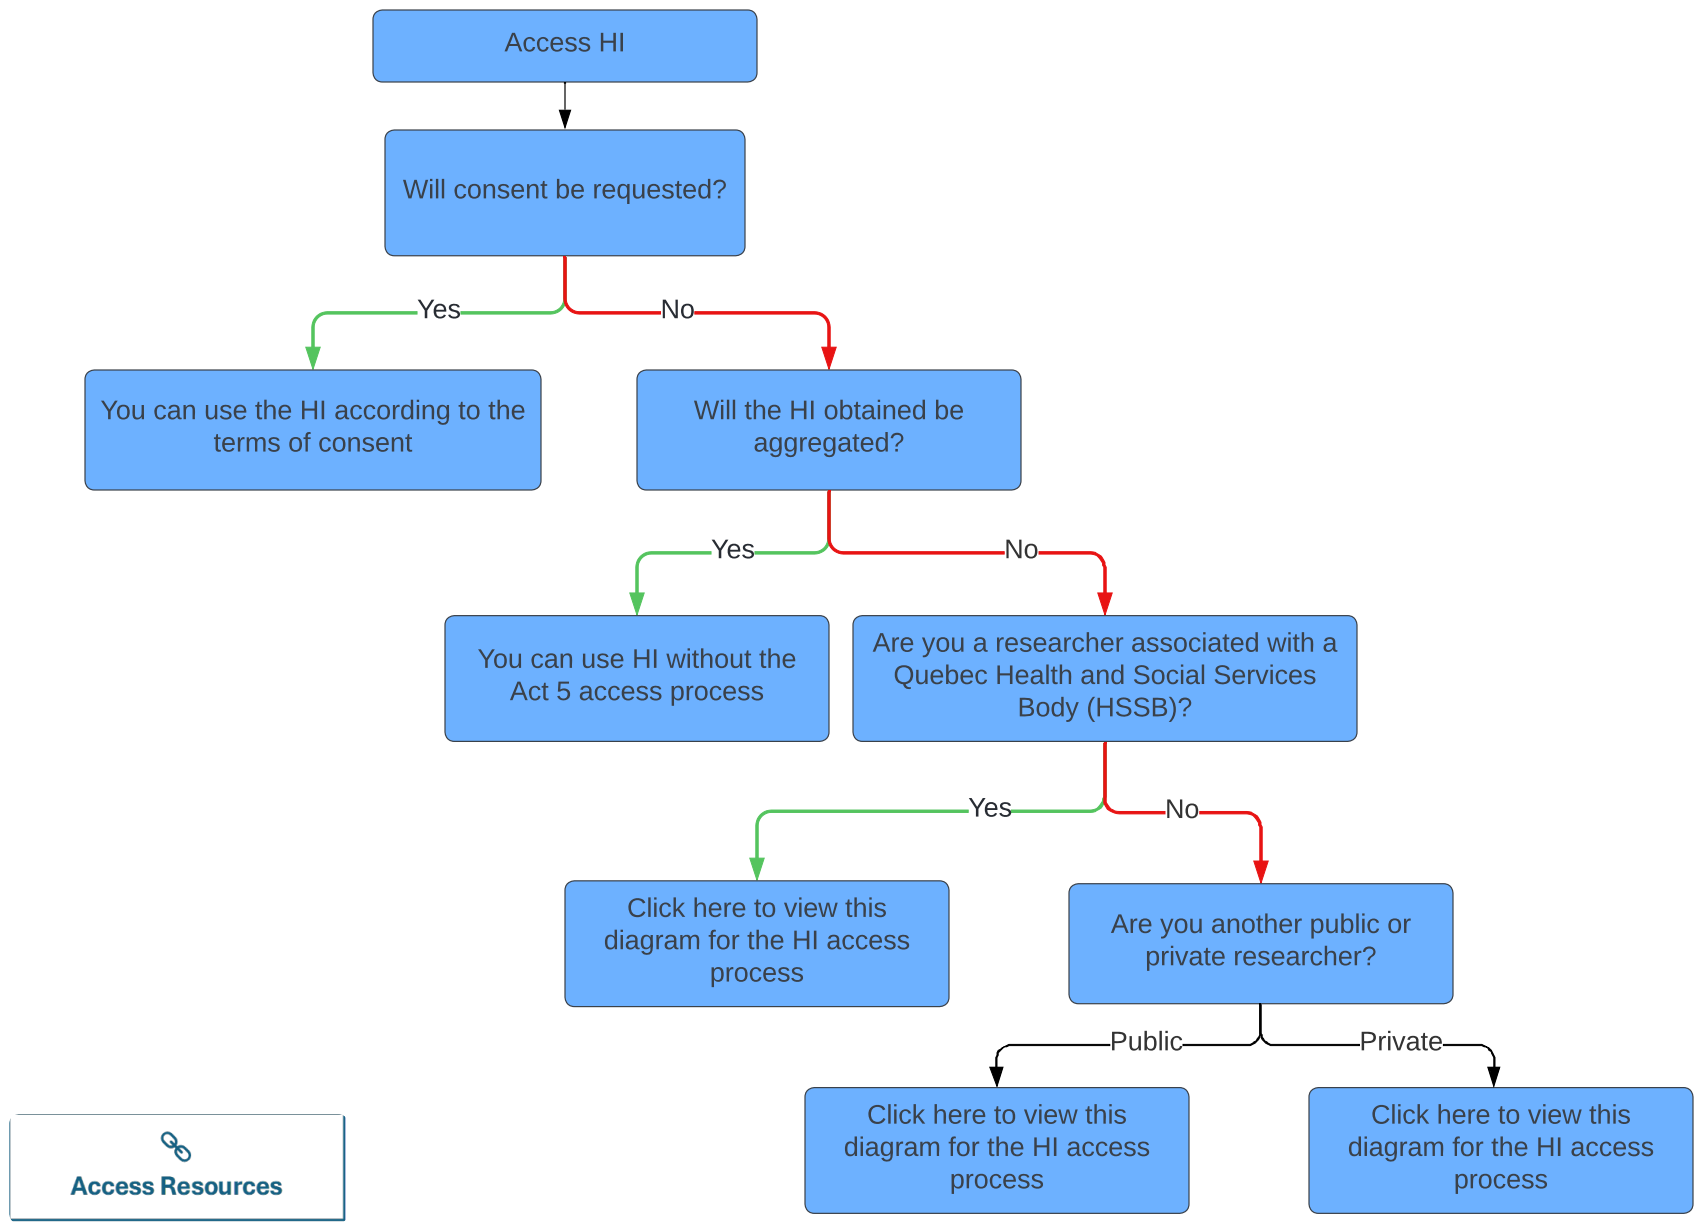 Access HI
Will consent be requested?
Yes
No
You can use the HI according to the
terms of consent
Will the HI obtained be
aggregated?
Yes
No
You can use HI without the
Act 5 access process
Are you a researcher associated with a
Quebec Health and Social Services
Body (HSSB)?
Yes
No
Click here to view this
diagram for the HI access
process
Are you another public or
private researcher?
Public
Private
Click here to view this
diagram for the HI access
process
Click here to view this
diagram for the HI access
process
Access Resources